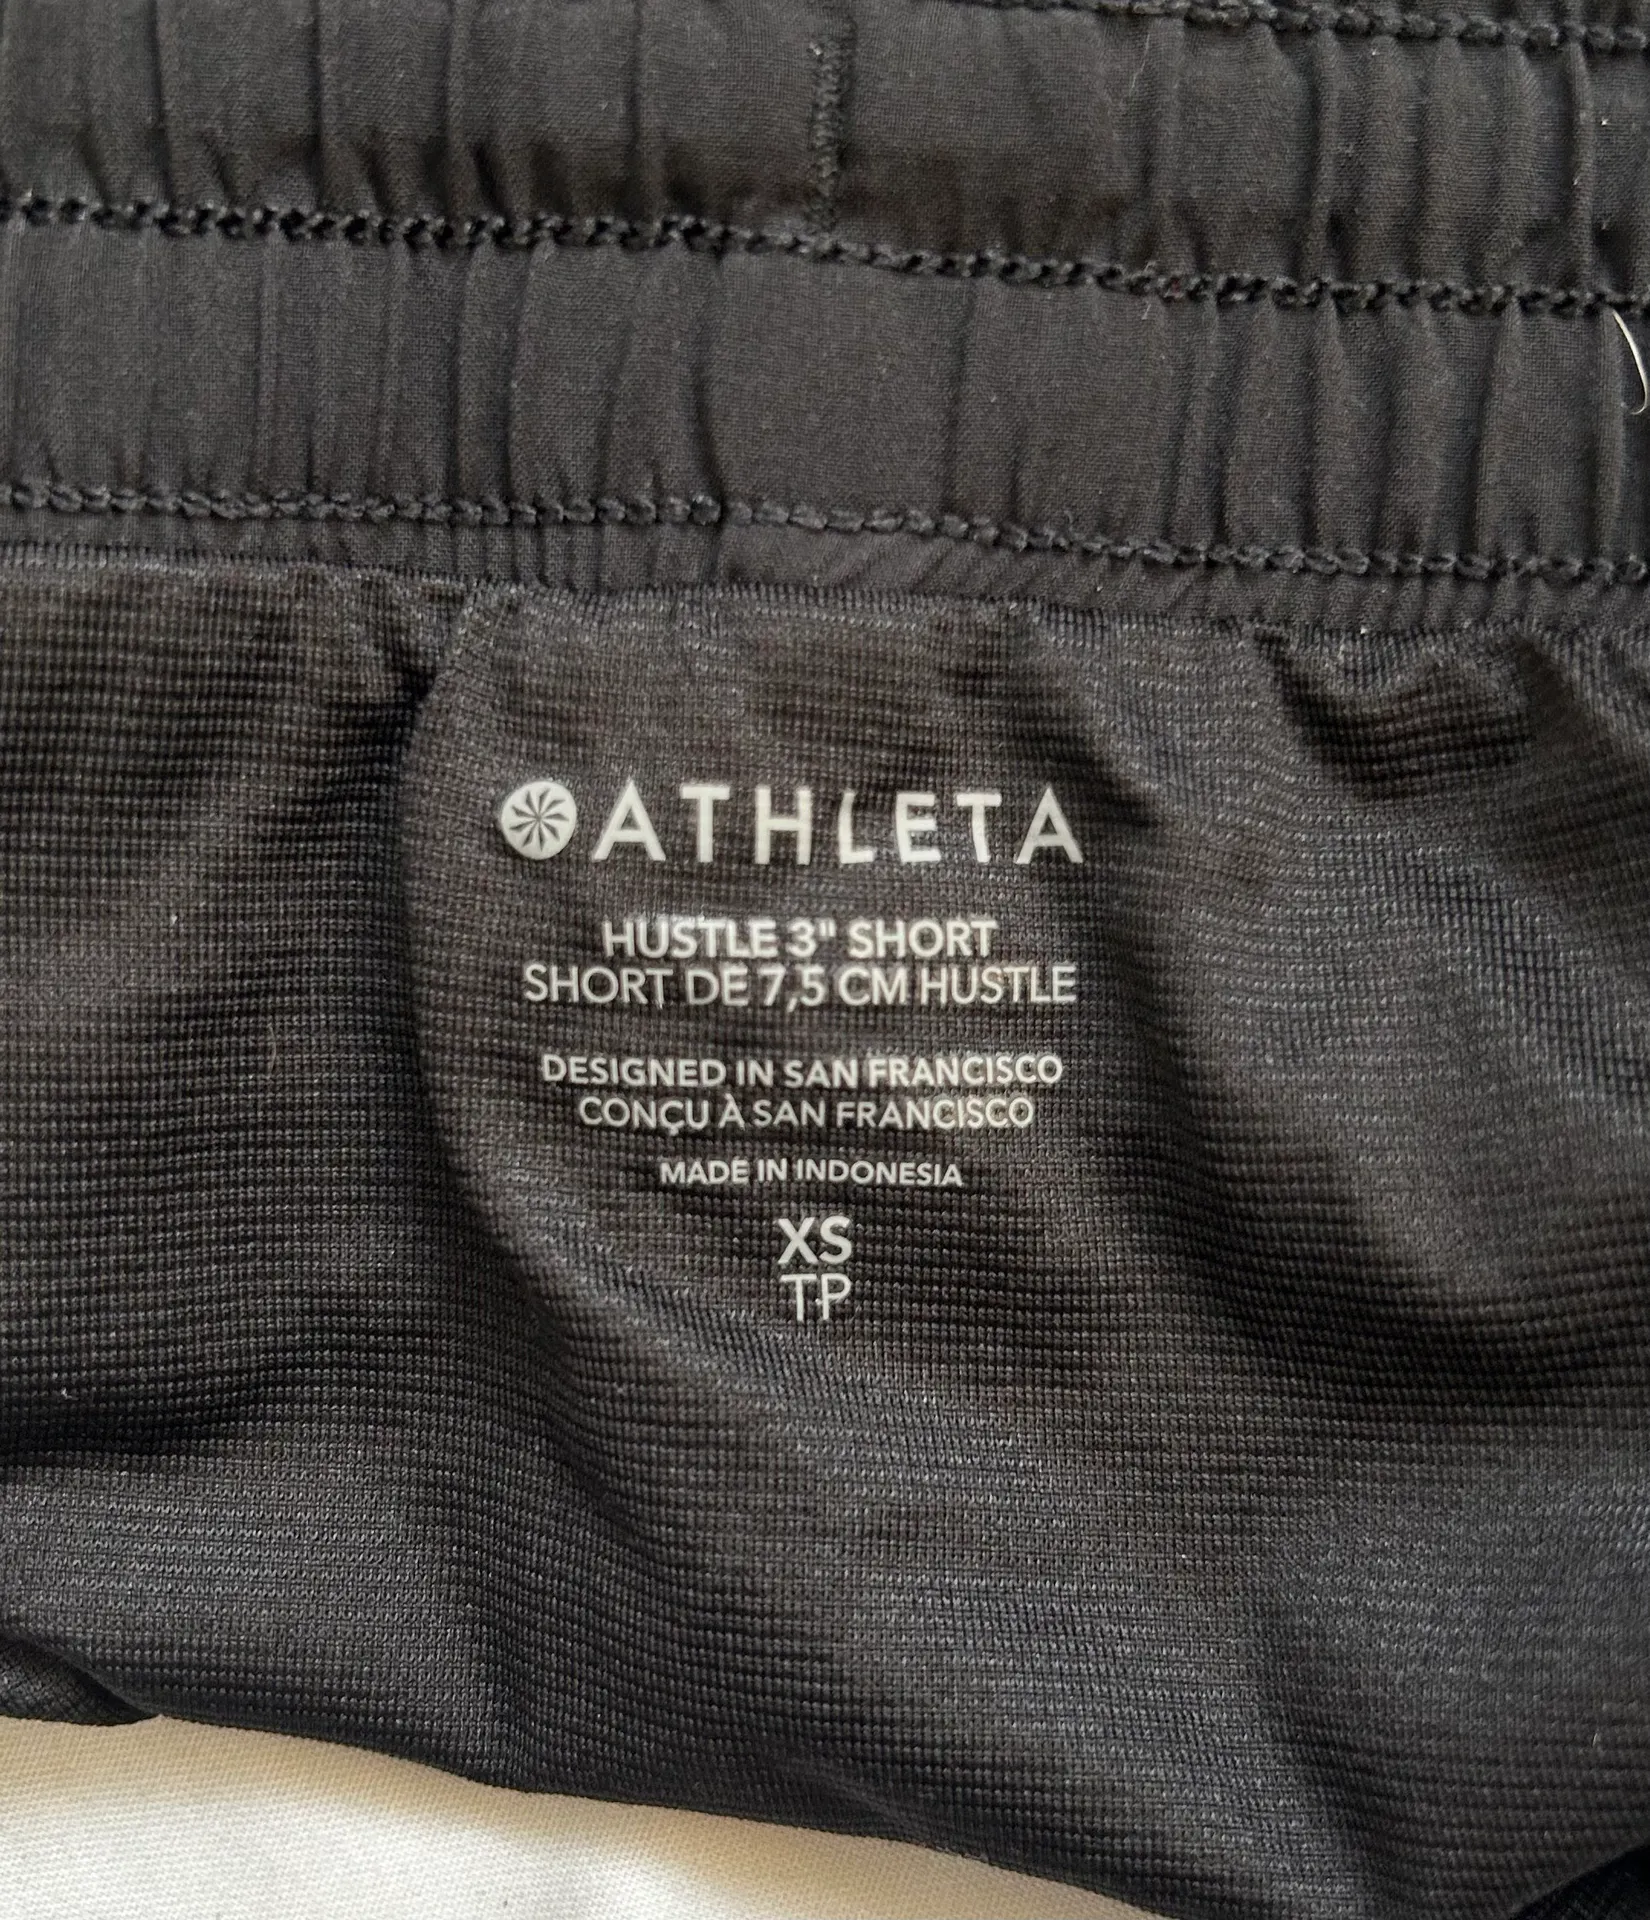 ATHLETA
HUSTLE 3" SHORT
SHORT DE 7,5 CM HUSTLE
DESIGNED IN SAN FRANCISCO
CONÇU À SAN FRANCISCO
MADE IN INDONESIA
XS
TP